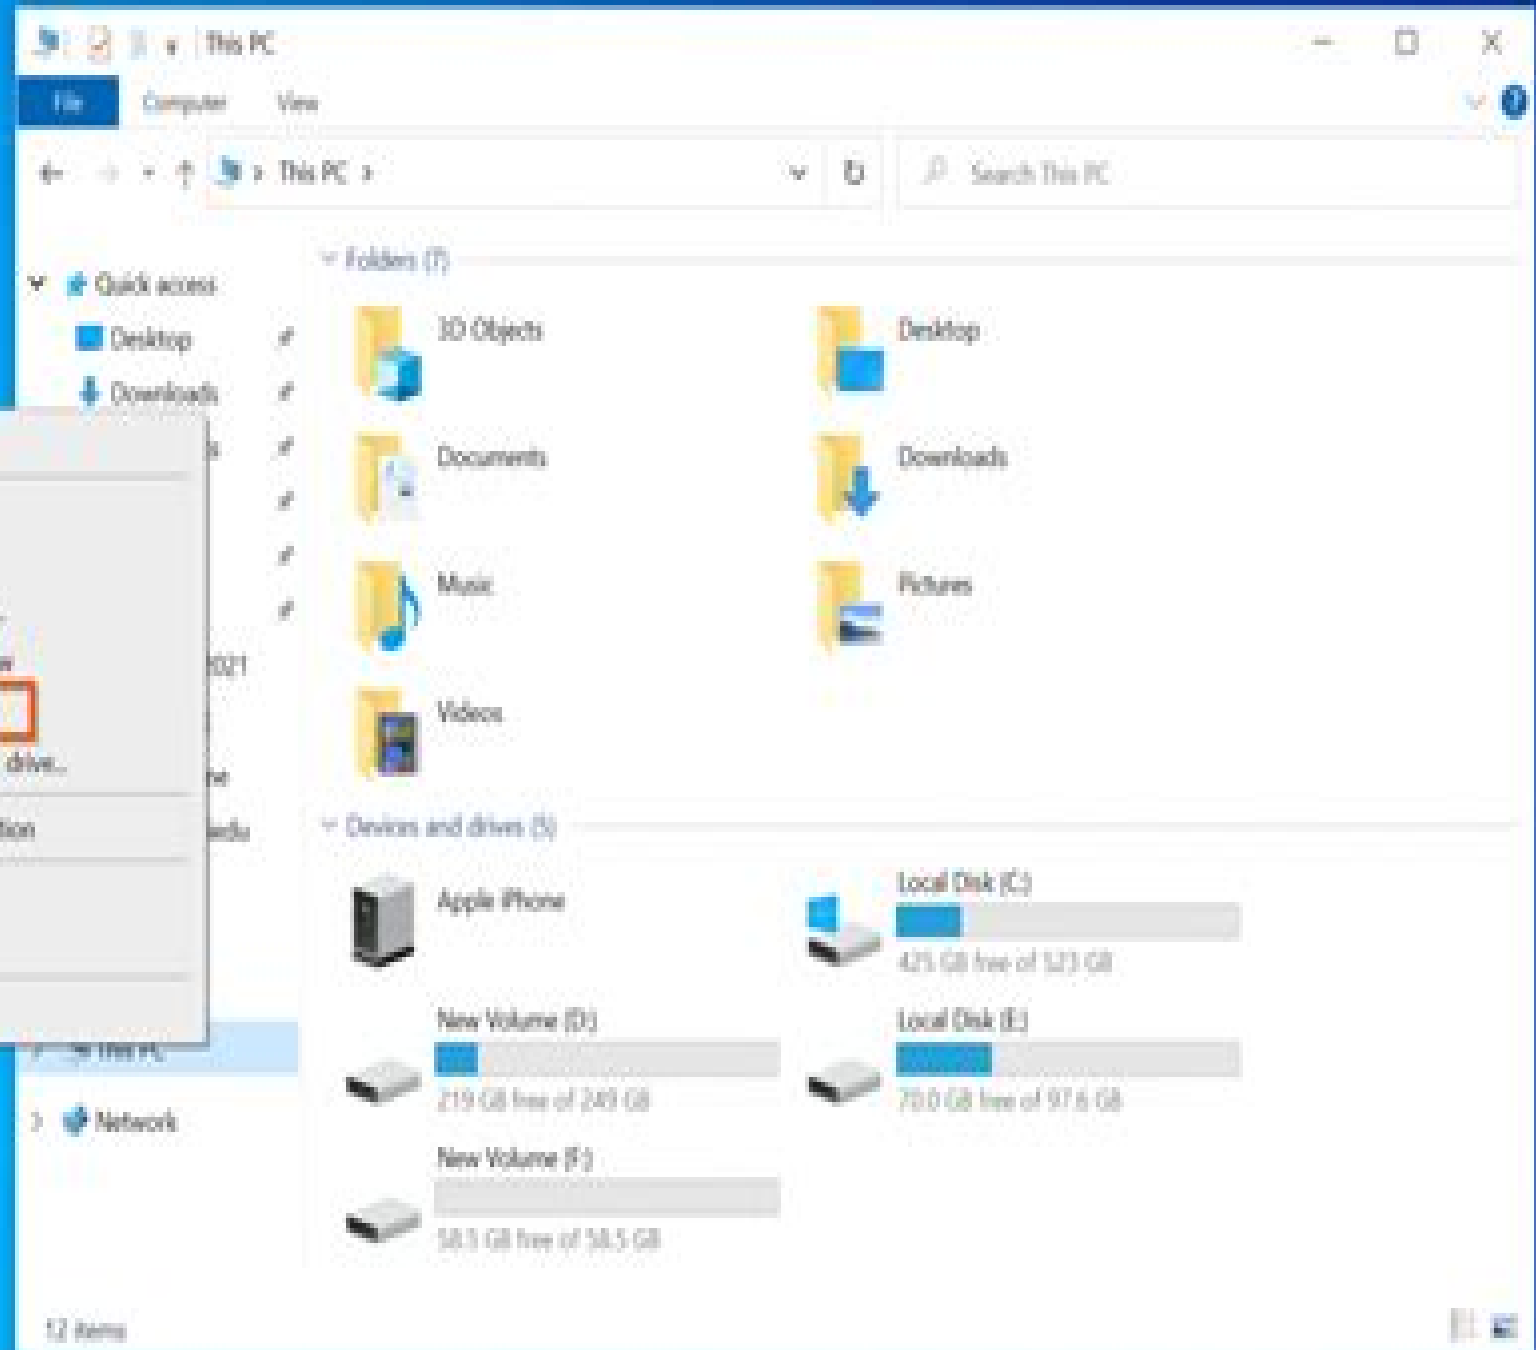 This PC
File Computer View
This PC
Search This PC
Quick access
Desktop
Downloads
Folders (7)
3D Objects
Desktop
Documents
Downloads
Music
Pictures
Videos
drive...
Devices and drives (5)
Apple iPhone
Local Disk (C:)
425 GB free of 523 GB
New Volume (D:)
219 GB free of 249 GB
Local Disk (E:)
70.0 GB free of 97.6 GB
New Volume (F:)
58.5 GB free of 58.5 GB
This PC
Network
12 items